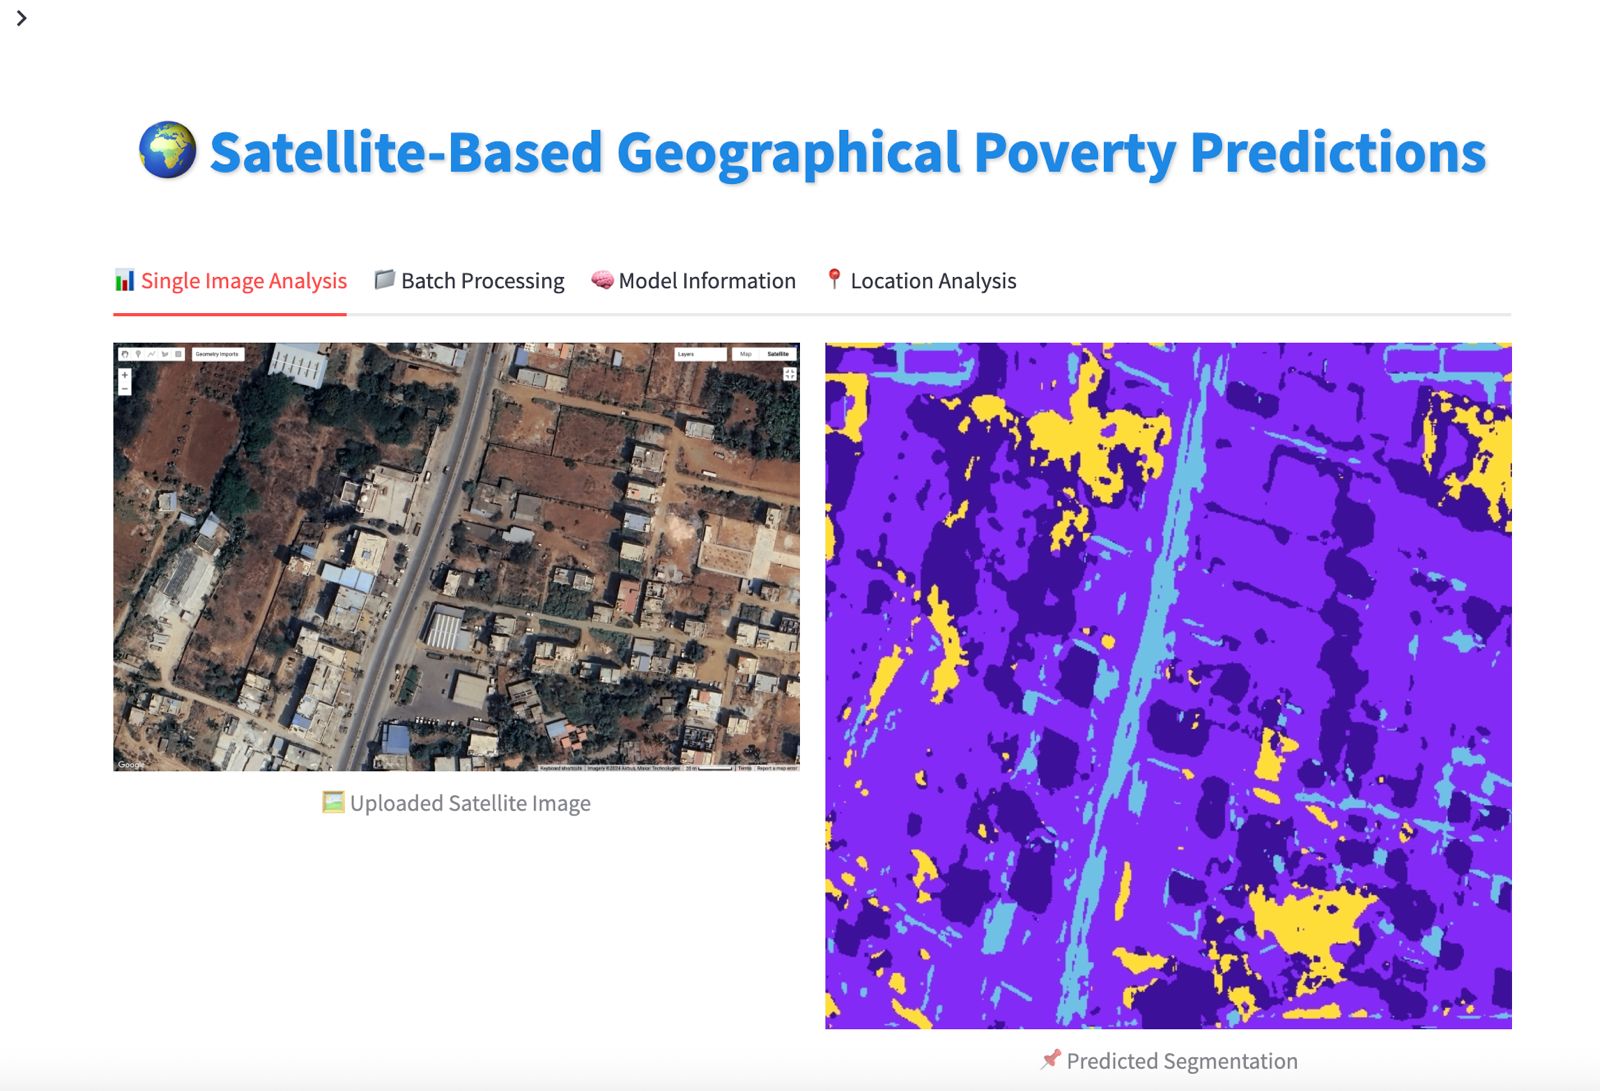 🌍 Satellite-Based Geographical Poverty Predictions
📊 Single Image Analysis 📁 Batch Processing 🧠 Model Information 📍 Location Analysis
Geometry Imports
Layers
Map Satellite
+
−
Google
Keyboard shortcuts Imagery ©2024 Airbus, Maxar Technologies 20 m Terms Report a map error
🖼️ Uploaded Satellite Image
📌 Predicted Segmentation